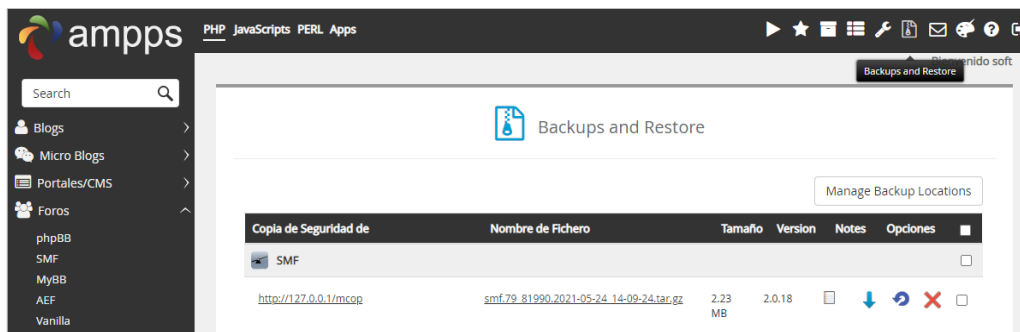 ampps
PHP JavaScripts PERL Apps
soft
Backups and Restore
Search
Blogs
Micro Blogs
Portales/CMS
Foros
phpBB
SMF
MyBB
AEF
Vanilla
Backups and Restore
Manage Backup Locations
Copia de Seguridad de Nombre de Fichero Tamaño Version Notes Opciones
SMF
http://127.0.0.1/mcop smf.79_81990.2021-05-24_14-09-24.tar.gz 2.23 2.0.18
MB